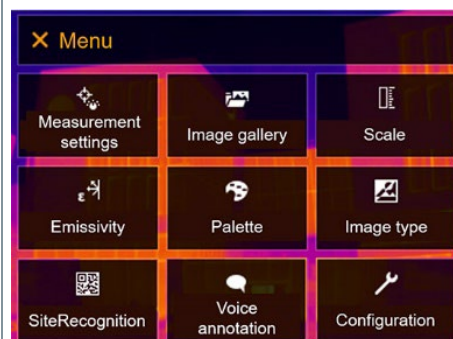 Menu
Measurement
settings
Image gallery
Scale
ε
Emissivity
Palette
Image type
SiteRecognition
Voice
annotation
Configuration